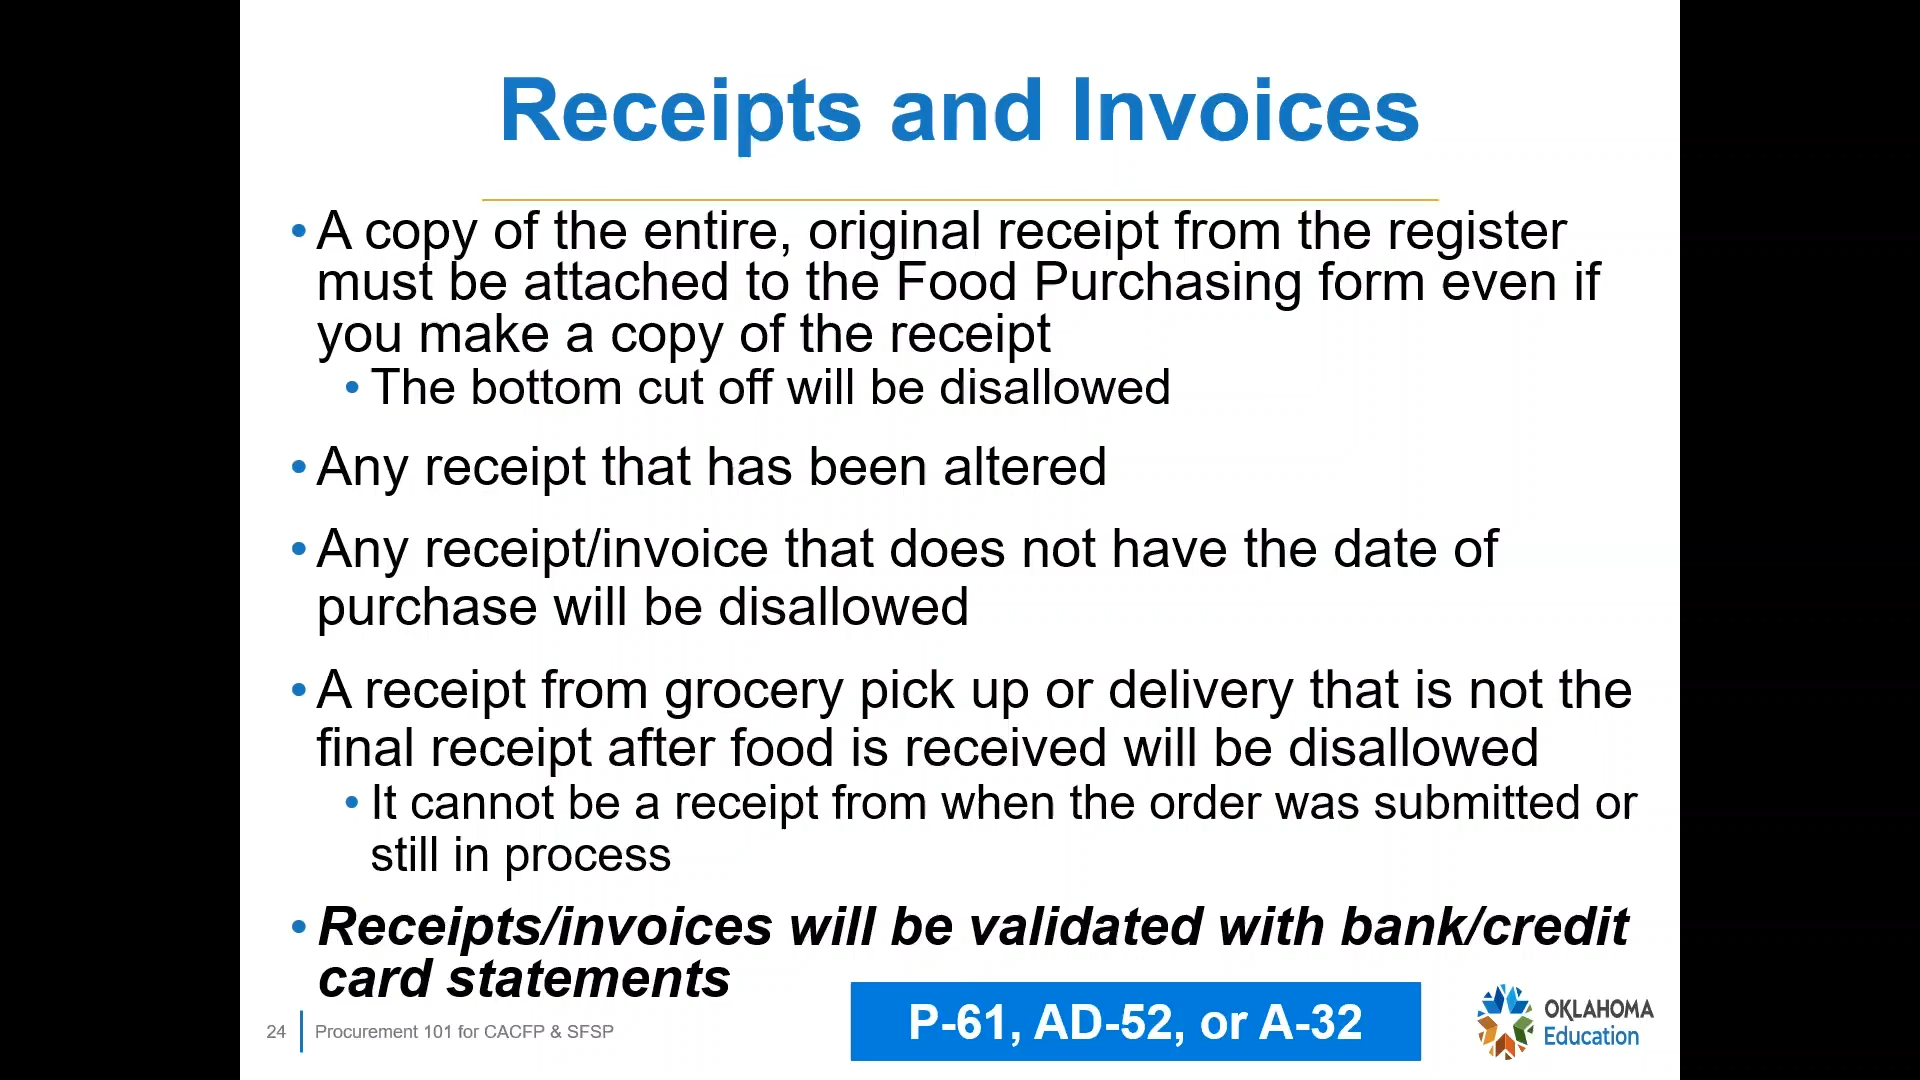 Receipts and Invoices
• A copy of the entire, original receipt from the register
must be attached to the Food Purchasing form even if
you make a copy of the receipt
• The bottom cut off will be disallowed
• Any receipt that has been altered
• Any receipt/invoice that does not have the date of
purchase will be disallowed
• A receipt from grocery pick up or delivery that is not the
final receipt after food is received will be disallowed
• It cannot be a receipt from when the order was submitted or
still in process
• Receipts/invoices will be validated with bank/credit
card statements
P-61, AD-52, or A-32
24 Procurement 101 for CACFP & SFSP
OKLAHOMA
Education